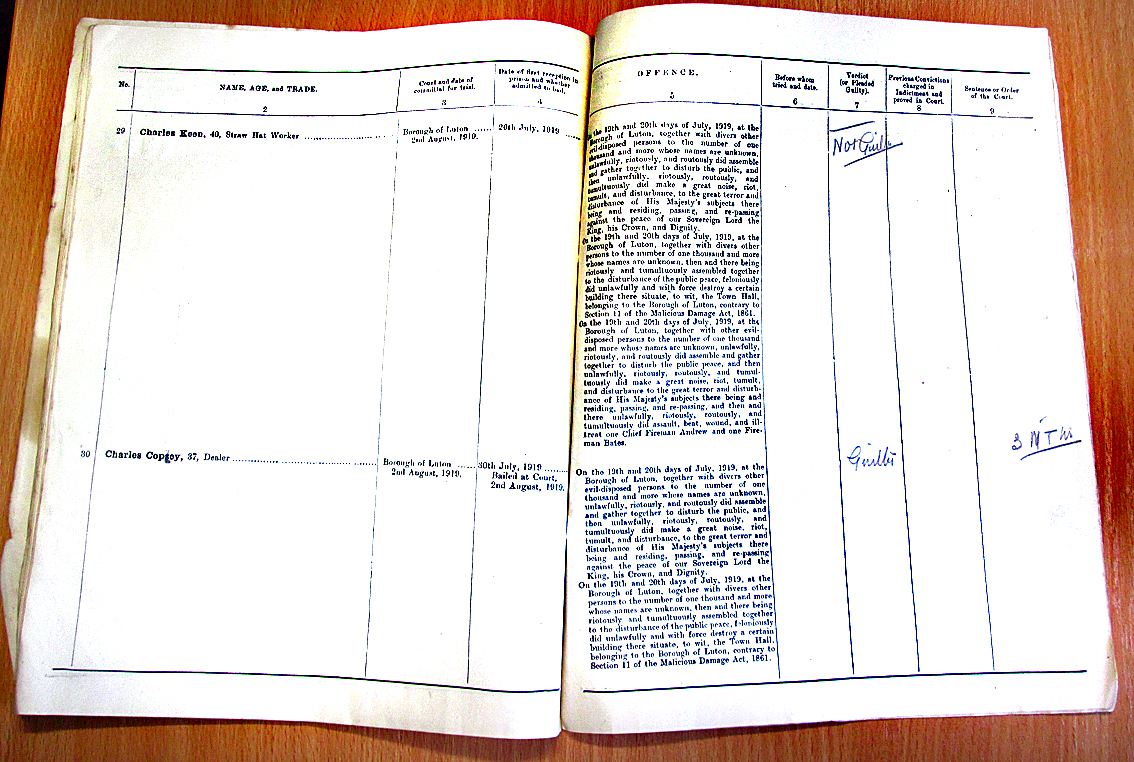 No.
NAME, AGE, and TRADE.
2
Court and date of
committal for trial.
3
Date of first reception in
prison and whether
admitted to bail.
4
OFFENCE.
5
Before whom
tried and date.
6
Verdict
(or Pleaded
Guilty).
7
Previous Convictions
charged in
Indictment and
proved in Court.
8
Sentence or Order
of the Court.
9
29 Charles Keen, 40, Straw Hat Worker
Borough of Luton
2nd August, 1919.
20th July, 1919
On the 19th and 20th days of July, 1919, at the
Borough of Luton, together with divers other
evil-disposed persons to the number of one
thousand and more whose names are unknown,
unlawfully, riotously, and routously did assemble
and gather together to disturb the public, and
then unlawfully, riotously, routously, and
tumultuously did make a great noise, riot,
tumult, and disturbance, to the great terror and
disturbance of His Majesty's subjects there
being and residing, passing, and re-passing
against the peace of our Sovereign Lord the
King, his Crown, and Dignity.
On the 19th and 20th days of July, 1919, at the
Borough of Luton, together with divers other
persons to the number of one thousand and more
whose names are unknown, then and there being
riotously and tumultuously assembled together
to the disturbance of the public peace, feloniously
did unlawfully and with force destroy a certain
building there situate, to wit, the Town Hall,
belonging to the Borough of Luton, contrary to
Section 11 of the Malicious Damage Act, 1861.
On the 19th and 20th days of July, 1919, at the
Borough of Luton, together with other evil-
disposed persons to the number of one thousand
and more whose names are unknown, unlawfully,
riotously, and routously did assemble and gather
together to disturb the public peace, and then
unlawfully, riotously, routously, and tumul-
tuously did make a great noise, riot, tumult,
and disturbance to the great terror and disturb-
ance of His Majesty's subjects there being and
residing, passing, and re-passing, and then and
there unlawfully, riotously, routously, and
tumultuously did assault, beat, wound, and ill-
treat one Chief Fireman Andrew and one Fire-
man Bates.
Not Guilty
30 Charles Copgoy, 37, Dealer
Borough of Luton
2nd August, 1919.
30th July, 1919
Bailed at Court,
2nd August, 1919.
On the 19th and 20th days of July, 1919, at the
Borough of Luton, together with divers other
evil-disposed persons to the number of one
thousand and more whose names are unknown,
unlawfully, riotously, and routously did assemble
and gather together to disturb the public, and
then unlawfully, riotously, routously, and
tumultuously did make a great noise, riot,
tumult, and disturbance, to the great terror and
disturbance of His Majesty's subjects there
being and residing, passing, and re-passing
against the peace of our Sovereign Lord the
King, his Crown, and Dignity.
On the 19th and 20th days of July, 1919, at the
Borough of Luton, together with divers other
persons to the number of one thousand and more
whose names are unknown, then and there being
riotously and tumultuously assembled together
to the disturbance of the public peace, feloniously
did unlawfully and with force destroy a certain
building there situate, to wit, the Town Hall,
belonging to the Borough of Luton, contrary to
Section 11 of the Malicious Damage Act, 1861.
Guilty
3 MTHS